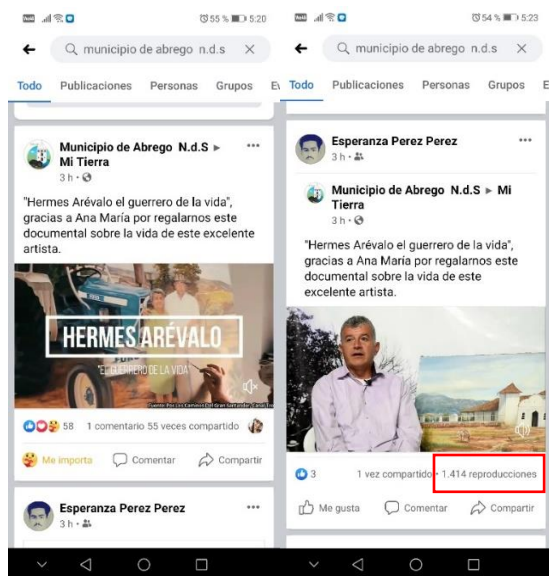 55 % 5:20
municipio de abrego n.d.s
Todo Publicaciones Personas Grupos
Municipio de Abrego N.d.S ▸
Mi Tierra
3 h
"Hermes Arévalo el guerrero de la vida",
gracias a Ana María por regalarnos este
documental sobre la vida de este excelente
artista.
HERMES ARÉVALO
"EL GUERRERO DE LA VIDA"
58 1 comentario 55 veces compartido
Me importa Comentar Compartir
Esperanza Perez Perez
3 h
54 % 5:23
municipio de abrego n.d.s
Todo Publicaciones Personas Grupos E
Esperanza Perez Perez
3 h
Municipio de Abrego N.d.S ▸ Mi
Tierra
3 h
"Hermes Arévalo el guerrero de la vida",
gracias a Ana María por regalarnos este
documental sobre la vida de este
excelente artista.
3 1 vez compartido • 1.414 reproducciones
Me gusta Comentar Compartir